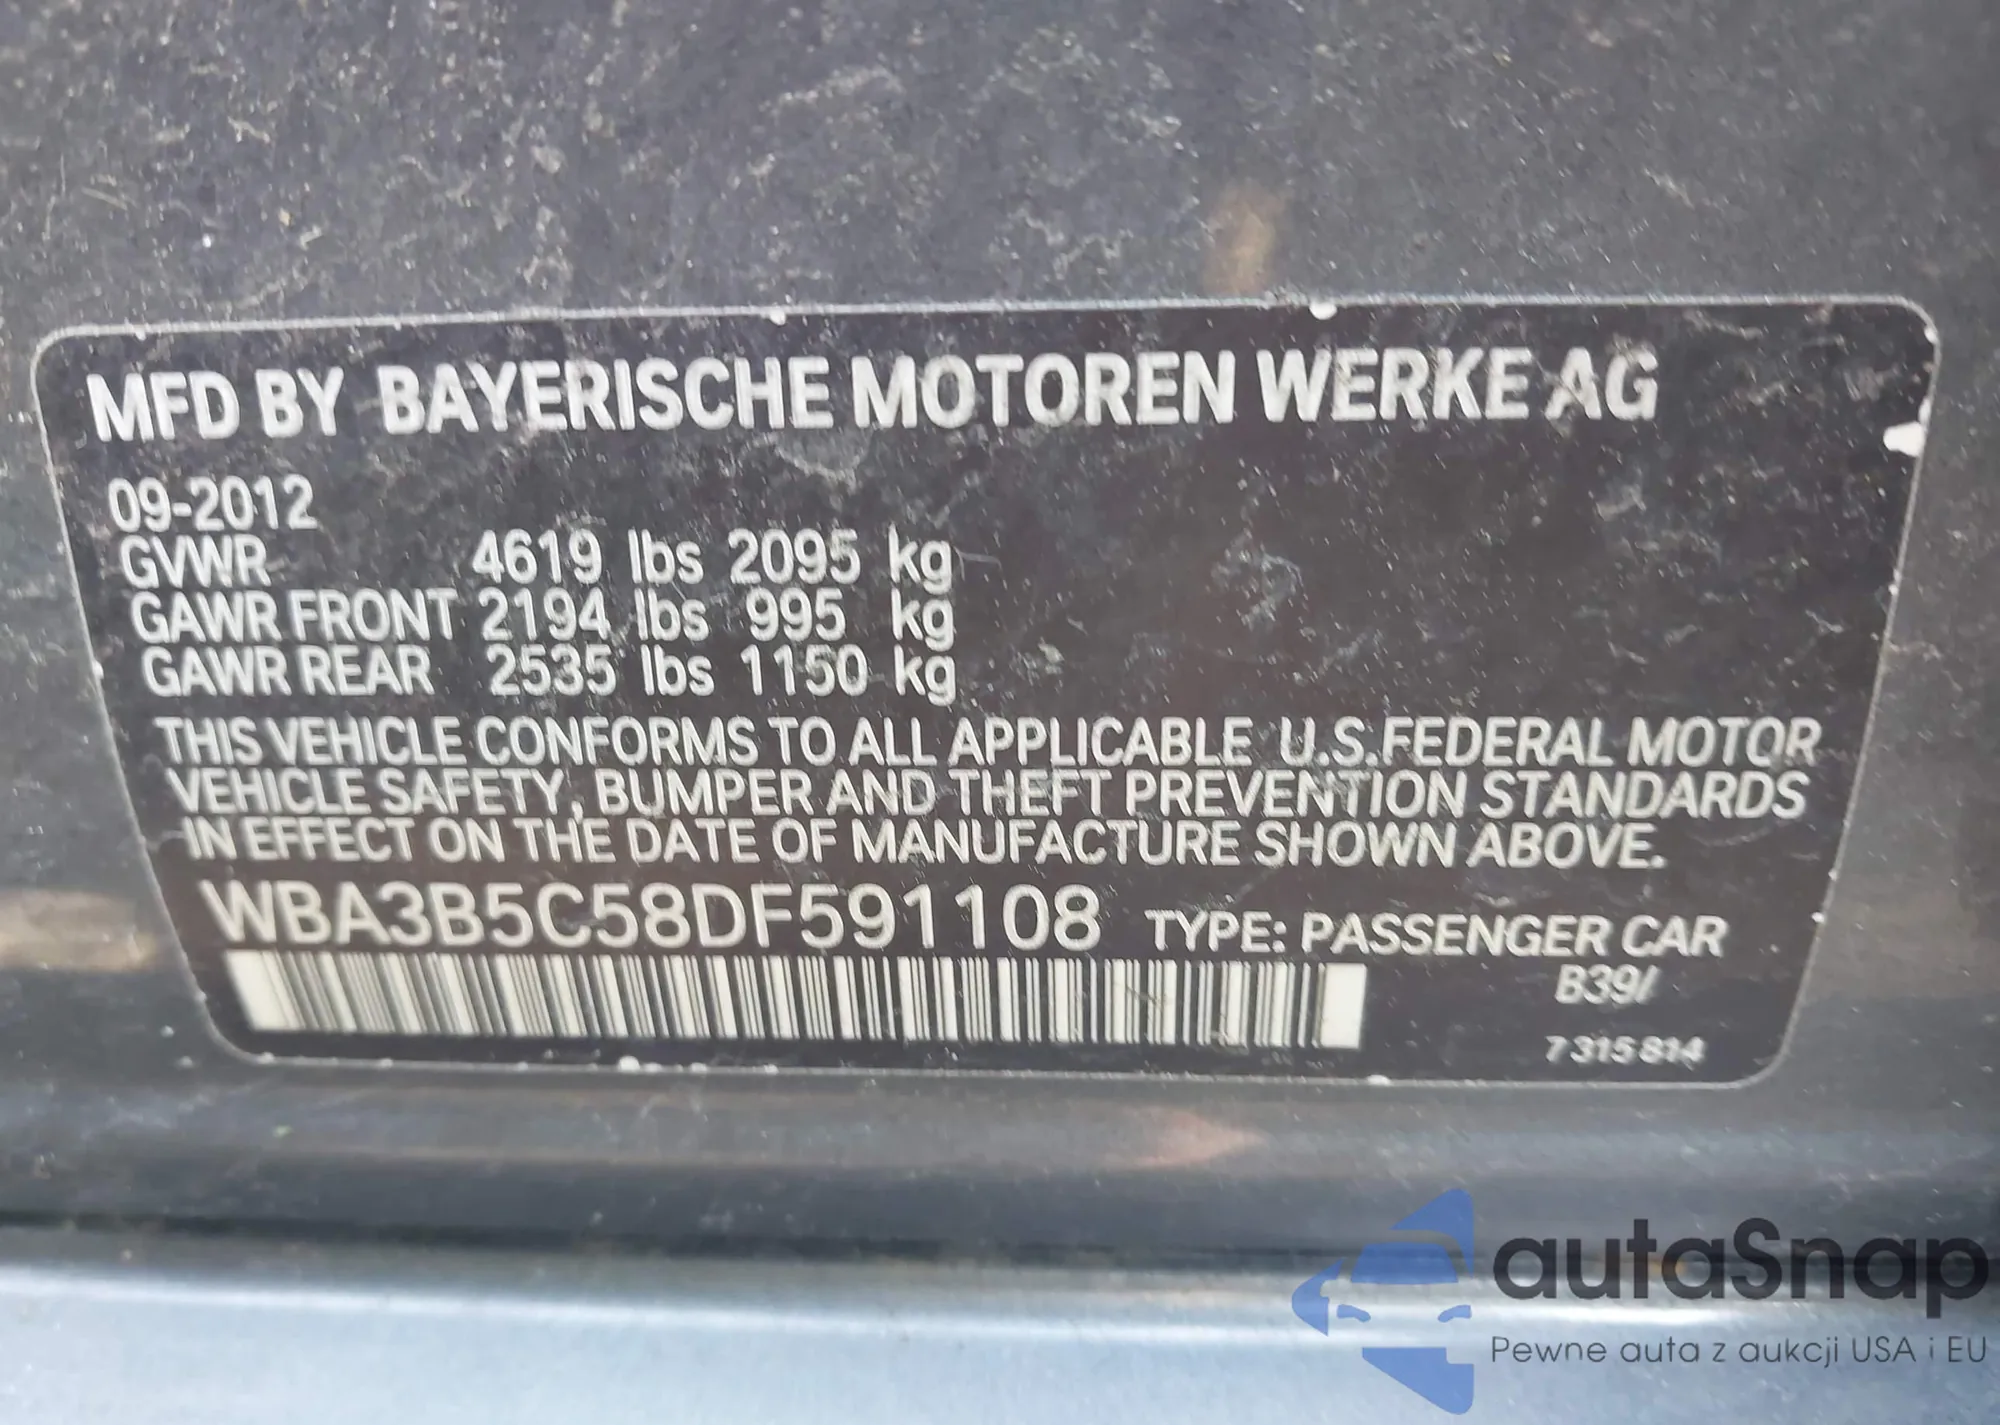 MFD BY BAYERISCHE MOTOREN WERKE AG
09-2012
GVWR 4619 lbs 2095 kg
GAWR FRONT 2194 lbs 995 kg
GAWR REAR 2535 lbs 1150 kg
THIS VEHICLE CONFORMS TO ALL APPLICABLE U.S.FEDERAL MOTOR
VEHICLE SAFETY, BUMPER AND THEFT PREVENTION STANDARDS
IN EFFECT ON THE DATE OF MANUFACTURE SHOWN ABOVE.
WBA3B5C58DF591108 TYPE: PASSENGER CAR
B39/
7 315 814
autaSnap
Pewne auta z aukcji USA i EU